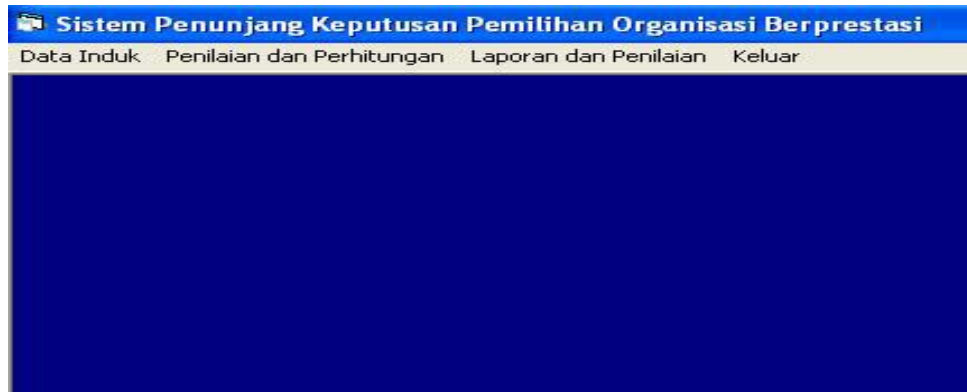 Sistem Penunjang Keputusan Pemilihan Organisasi Berprestasi
Data Induk Penilaian dan Perhitungan Laporan dan Penilaian Keluar